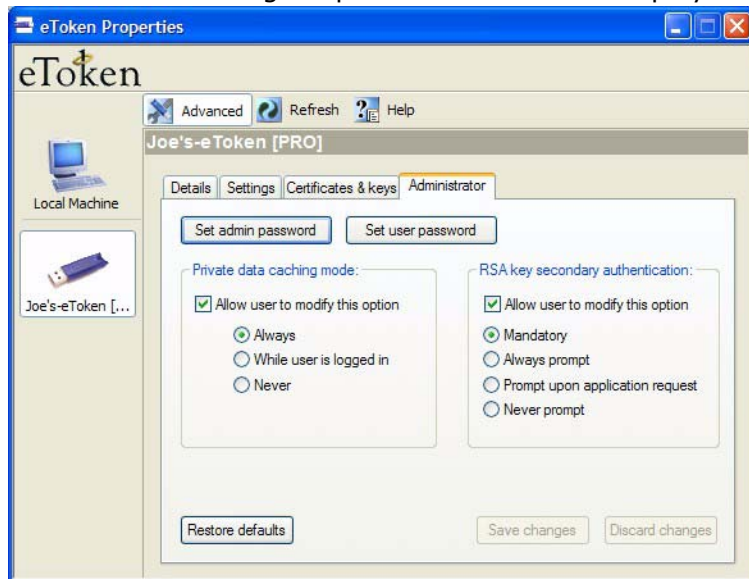 eToken Properties
eToken
Advanced Refresh Help
Joe's-eToken [PRO]
Local Machine
Joe's-eToken [...
Details Settings Certificates & keys Administrator
Set admin password Set user password
Private data caching mode:
Allow user to modify this option
Always
While user is logged in
Never
RSA key secondary authentication:
Allow user to modify this option
Mandatory
Always prompt
Prompt upon application request
Never prompt
Restore defaults Save changes Discard changes